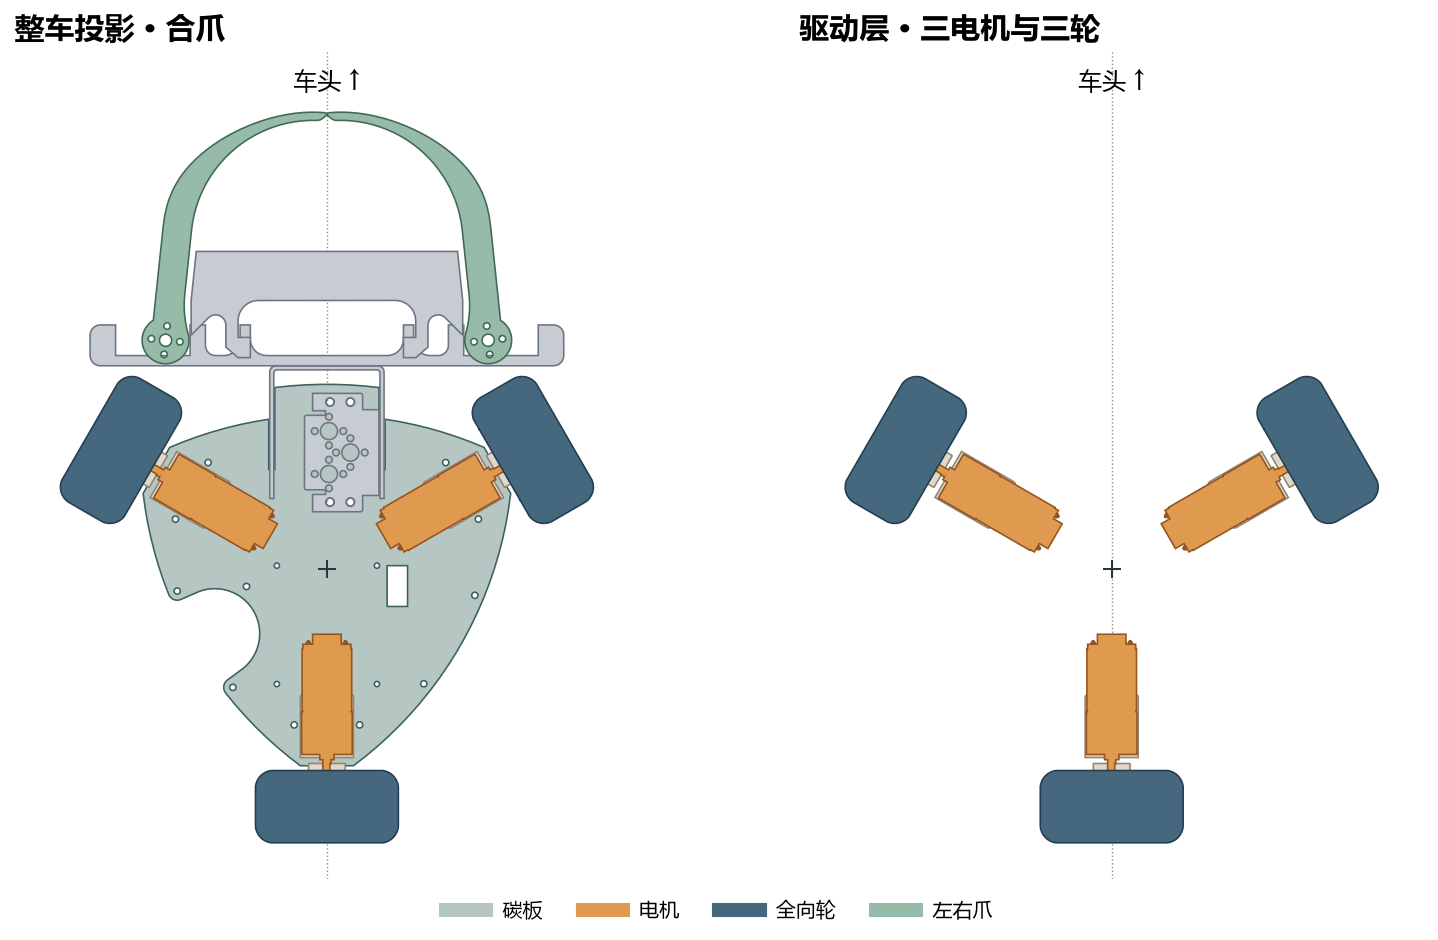 整车投影・合爪
驱动层・三电机与三轮
车头↑
车头↑
碳板
电机
全向轮
左右爪